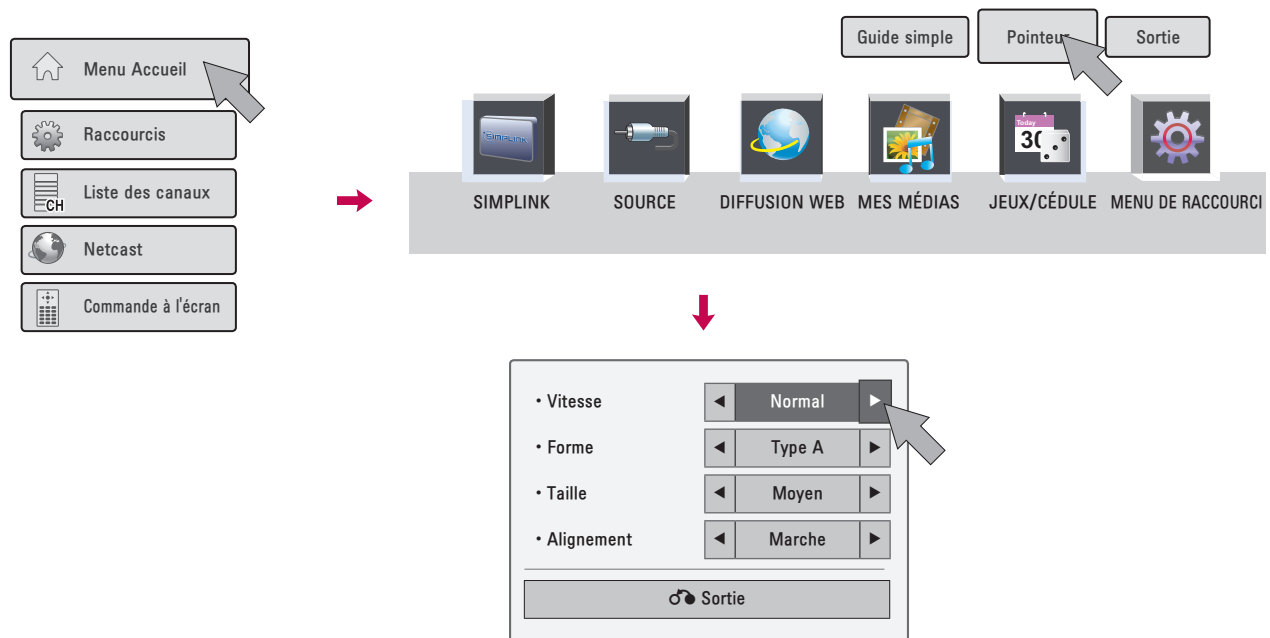 Menu Accueil
Raccourcis
CH
Liste des canaux
Netcast
Commande à l'écran
Guide simple
Pointeur
Sortie
SIMPLINK
Today
30
SIMPLINK
SOURCE
DIFFUSION WEB
MES MÉDIAS
JEUX/CÉDULE
MENU DE RACCOURCI
• Vitesse
Normal
• Forme
Type A
• Taille
Moyen
• Alignement
Marche
Sortie